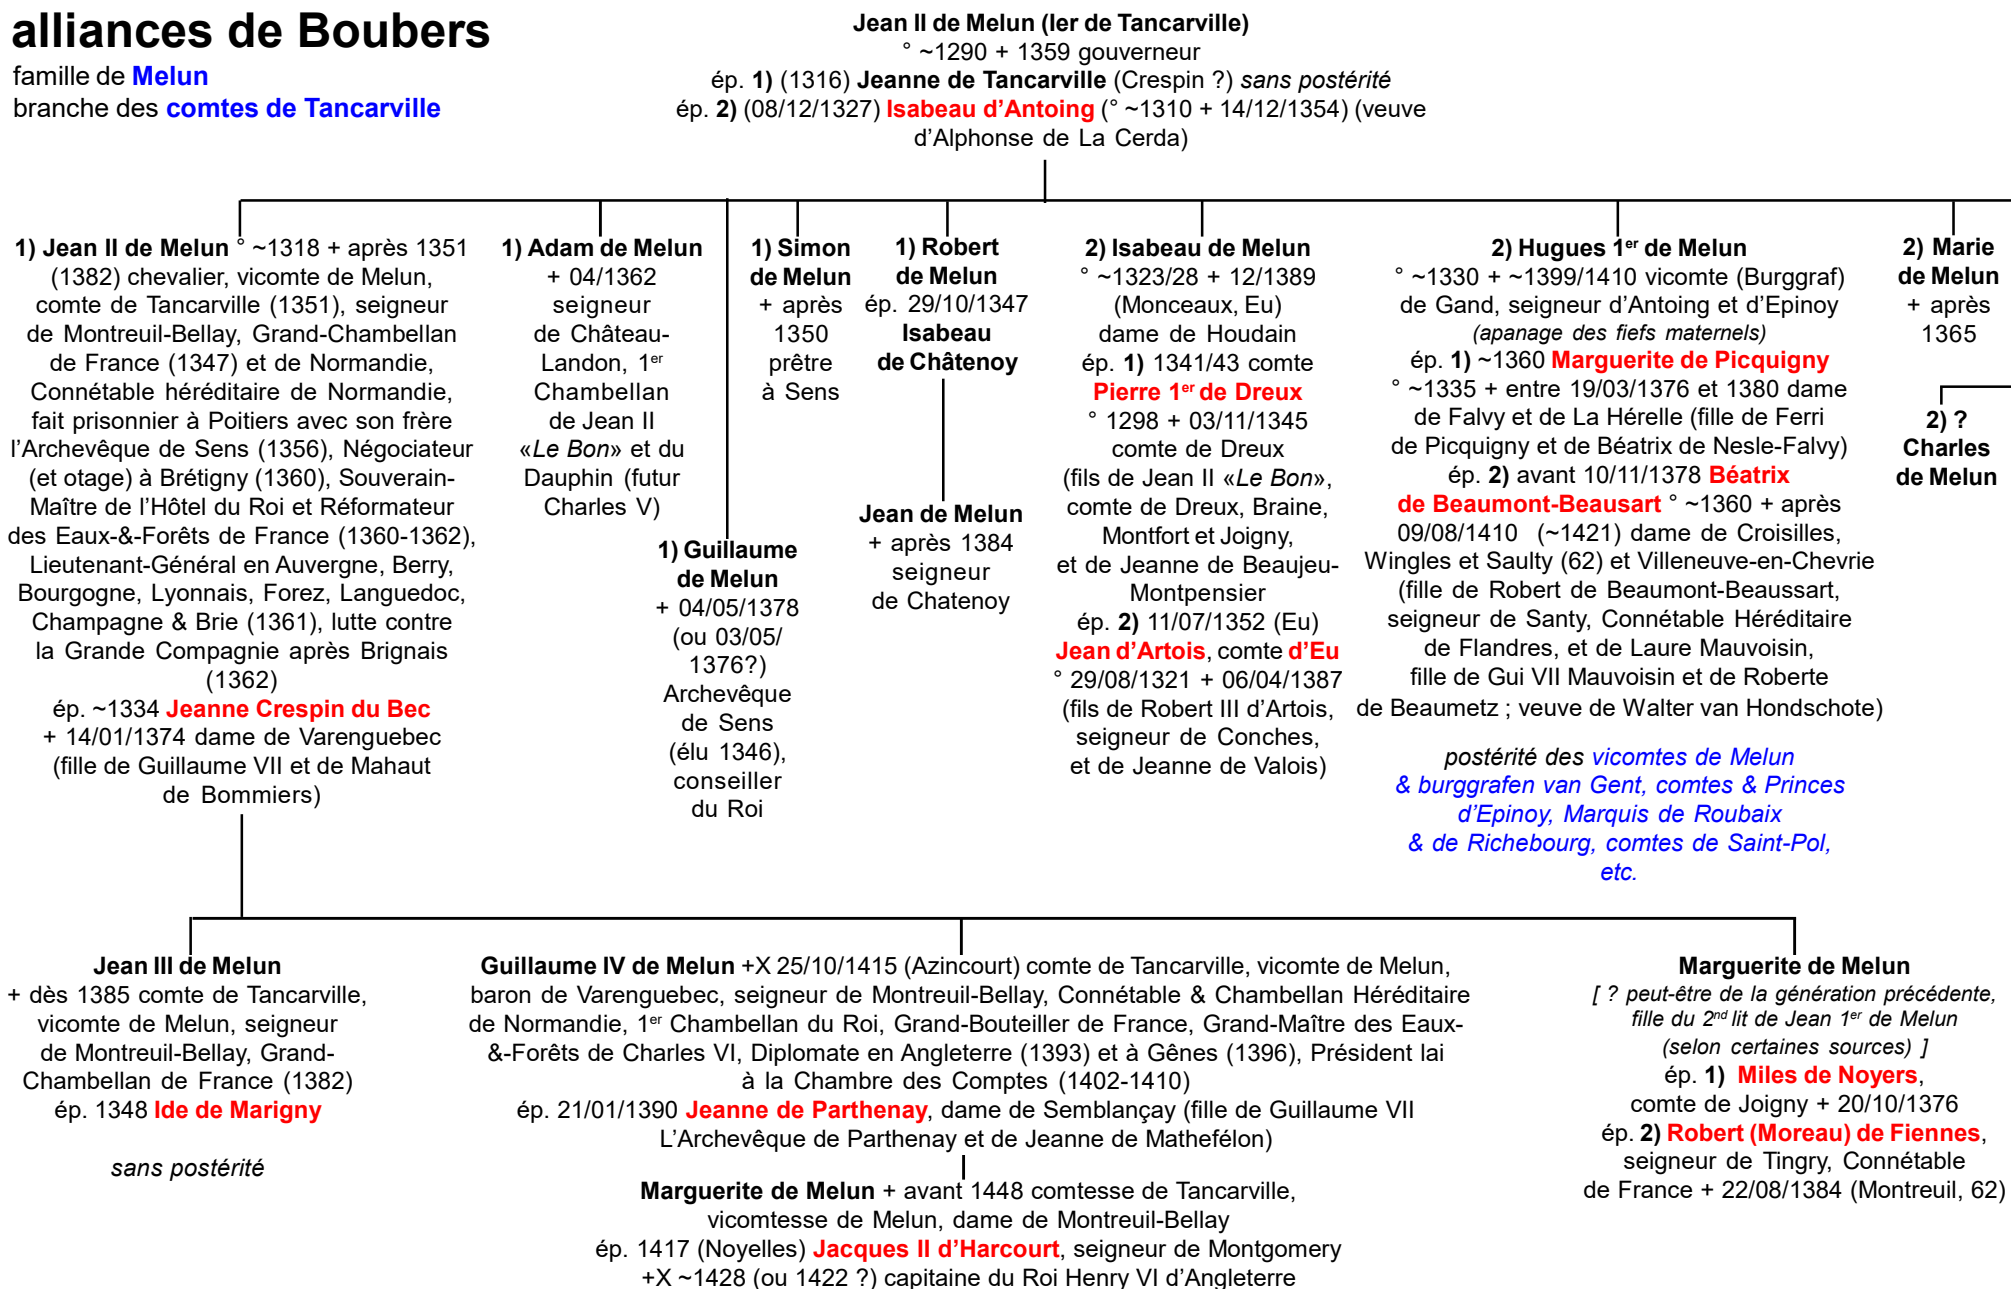 alliances de Boubers
famille de Melun
branche des comtes de Tancarville
Jean II de Melun (Ier de Tancarville)
° ~1290 + 1359 gouverneur
ép. 1) (1316) Jeanne de Tancarville (Crespin ?) sans postérité
ép. 2) (08/12/1327) Isabeau d’Antoing (° ~1310 + 14/12/1354) (veuve
d’Alphonse de La Cerda)
1) Jean II de Melun ° ~1318 + après 1351
(1382) chevalier, vicomte de Melun,
comte de Tancarville (1351), seigneur
de Montreuil-Bellay, Grand-Chambellan
de France (1347) et de Normandie,
Connétable héréditaire de Normandie,
fait prisonnier à Poitiers avec son frère
l’Archevêque de Sens (1356), Négociateur
(et otage) à Brétigny (1360), Souverain-
Maître de l’Hôtel du Roi et Réformateur
des Eaux-&-Forêts de France (1360-1362),
Lieutenant-Général en Auvergne, Berry,
Bourgogne, Lyonnais, Forez, Languedoc,
Champagne & Brie (1361), lutte contre
la Grande Compagnie après Brignais
(1362)
ép. ~1334 Jeanne Crespin du Bec
+ 14/01/1374 dame de Varenguebec
(fille de Guillaume VII et de Mahaut
de Bommiers)
1) Adam de Melun
+ 04/1362
seigneur
de Château-
Landon, 1er
Chambellan
de Jean II
«Le Bon» et du
Dauphin (futur
Charles V)
1) Guillaume
de Melun
+ 04/05/1378
(ou 03/05/
1376?)
Archevêque
de Sens
(élu 1346),
conseiller
du Roi
1) Simon
de Melun
+ après
1350
prêtre
à Sens
1) Robert
de Melun
ép. 29/10/1347
Isabeau
de Châtenoy
Jean de Melun
+ après 1384
seigneur
de Chatenoy
2) Isabeau de Melun
° ~1323/28 + 12/1389
(Monceaux, Eu)
dame de Houdain
ép. 1) 1341/43 comte
Pierre 1er de Dreux
° 1298 + 03/11/1345
comte de Dreux
(fils de Jean II «Le Bon»,
comte de Dreux, Braine,
Montfort et Joigny,
et de Jeanne de Beaujeu-
Montpensier
ép. 2) 11/07/1352 (Eu)
Jean d’Artois, comte d’Eu
° 29/08/1321 + 06/04/1387
(fils de Robert III d’Artois,
seigneur de Conches,
et de Jeanne de Valois)
2) Hugues 1er de Melun
° ~1330 + ~1399/1410 vicomte (Burggraf)
de Gand, seigneur d’Antoing et d’Epinoy
(apanage des fiefs maternels)
ép. 1) ~1360 Marguerite de Picquigny
° ~1335 + entre 19/03/1376 et 1380 dame
de Falvy et de La Hérelle (fille de Ferri
de Picquigny et de Béatrix de Nesle-Falvy)
ép. 2) avant 10/11/1378 Béatrix
de Beaumont-Beausart ° ~1360 + après
09/08/1410 (~1421) dame de Croisilles,
Wingles et Saulty (62) et Villeneuve-en-Chevrie
(fille de Robert de Beaumont-Beaussart,
seigneur de Santy, Connétable Héréditaire
de Flandres, et de Laure Mauvoisin,
fille de Gui VII Mauvoisin et de Roberte
de Beaumetz ; veuve de Walter van Hondschote)
postérité des vicomtes de Melun
& burggrafen van Gent, comtes & Princes
d’Epinoy, Marquis de Roubaix
& de Richebourg, comtes de Saint-Pol,
etc.
2) Marie
de Melun
+ après
1365
2) ?
Charles
de Melun
Jean III de Melun
+ dès 1385 comte de Tancarville,
vicomte de Melun, seigneur
de Montreuil-Bellay, Grand-
Chambellan de France (1382)
ép. 1348 Ide de Marigny
sans postérité
Guillaume IV de Melun +X 25/10/1415 (Azincourt) comte de Tancarville, vicomte de Melun,
baron de Varenguebec, seigneur de Montreuil-Bellay, Connétable & Chambellan Héréditaire
de Normandie, 1er Chambellan du Roi, Grand-Bouteiller de France, Grand-Maître des Eaux-
&-Forêts de Charles VI, Diplomate en Angleterre (1393) et à Gênes (1396), Président lai
à la Chambre des Comptes (1402-1410)
ép. 21/01/1390 Jeanne de Parthenay, dame de Semblançay (fille de Guillaume VII
L’Archevêque de Parthenay et de Jeanne de Mathefélon)
Marguerite de Melun + avant 1448 comtesse de Tancarville,
vicomtesse de Melun, dame de Montreuil-Bellay
ép. 1417 (Noyelles) Jacques II d’Harcourt, seigneur de Montgomery
+X ~1428 (ou 1422 ?) capitaine du Roi Henry VI d’Angleterre
Marguerite de Melun
[ ? peut-être de la génération précédente,
fille du 2nd lit de Jean 1er de Melun
(selon certaines sources) ]
ép. 1) Miles de Noyers,
comte de Joigny + 20/10/1376
ép. 2) Robert (Moreau) de Fiennes,
seigneur de Tingry, Connétable
de France + 22/08/1384 (Montreuil, 62)